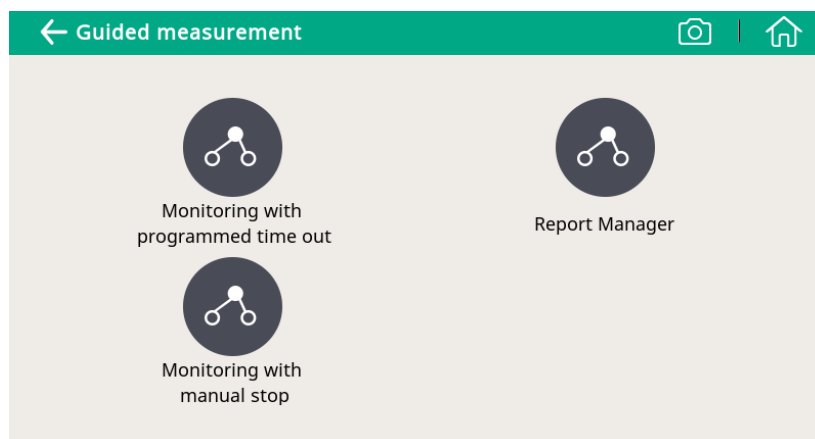 Guided measurement
Monitoring with
programmed time out
Report Manager
Monitoring with
manual stop